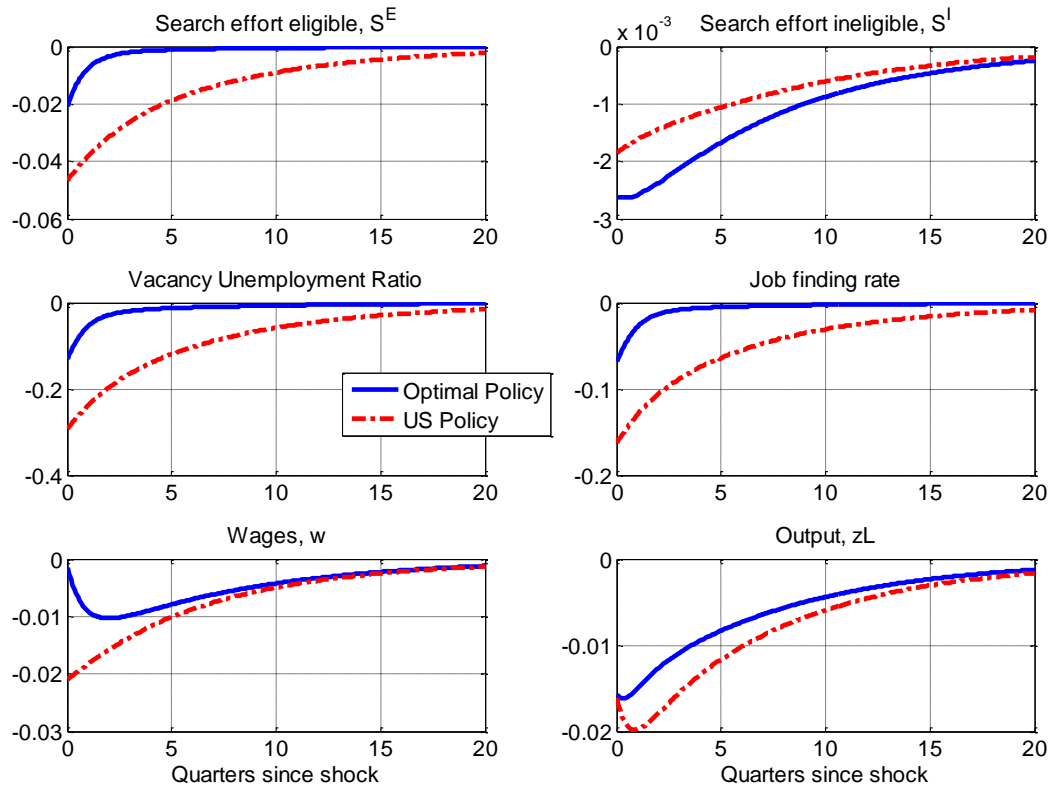 Search effort eligible, S^E
0
-0.02
-0.04
-0.06
0 5 10 15 20
Search effort ineligible, S^I
x 10^-3
0
-1
-2
-3
0 5 10 15 20
Vacancy Unemployment Ratio
0
-0.2
-0.4
0 5 10 15 20
Optimal Policy
US Policy
Job finding rate
0
-0.1
-0.2
0 5 10 15 20
Wages, w
0
-0.01
-0.02
-0.03
0 5 10 15 20
Quarters since shock
Output, zL
0
-0.01
-0.02
0 5 10 15 20
Quarters since shock